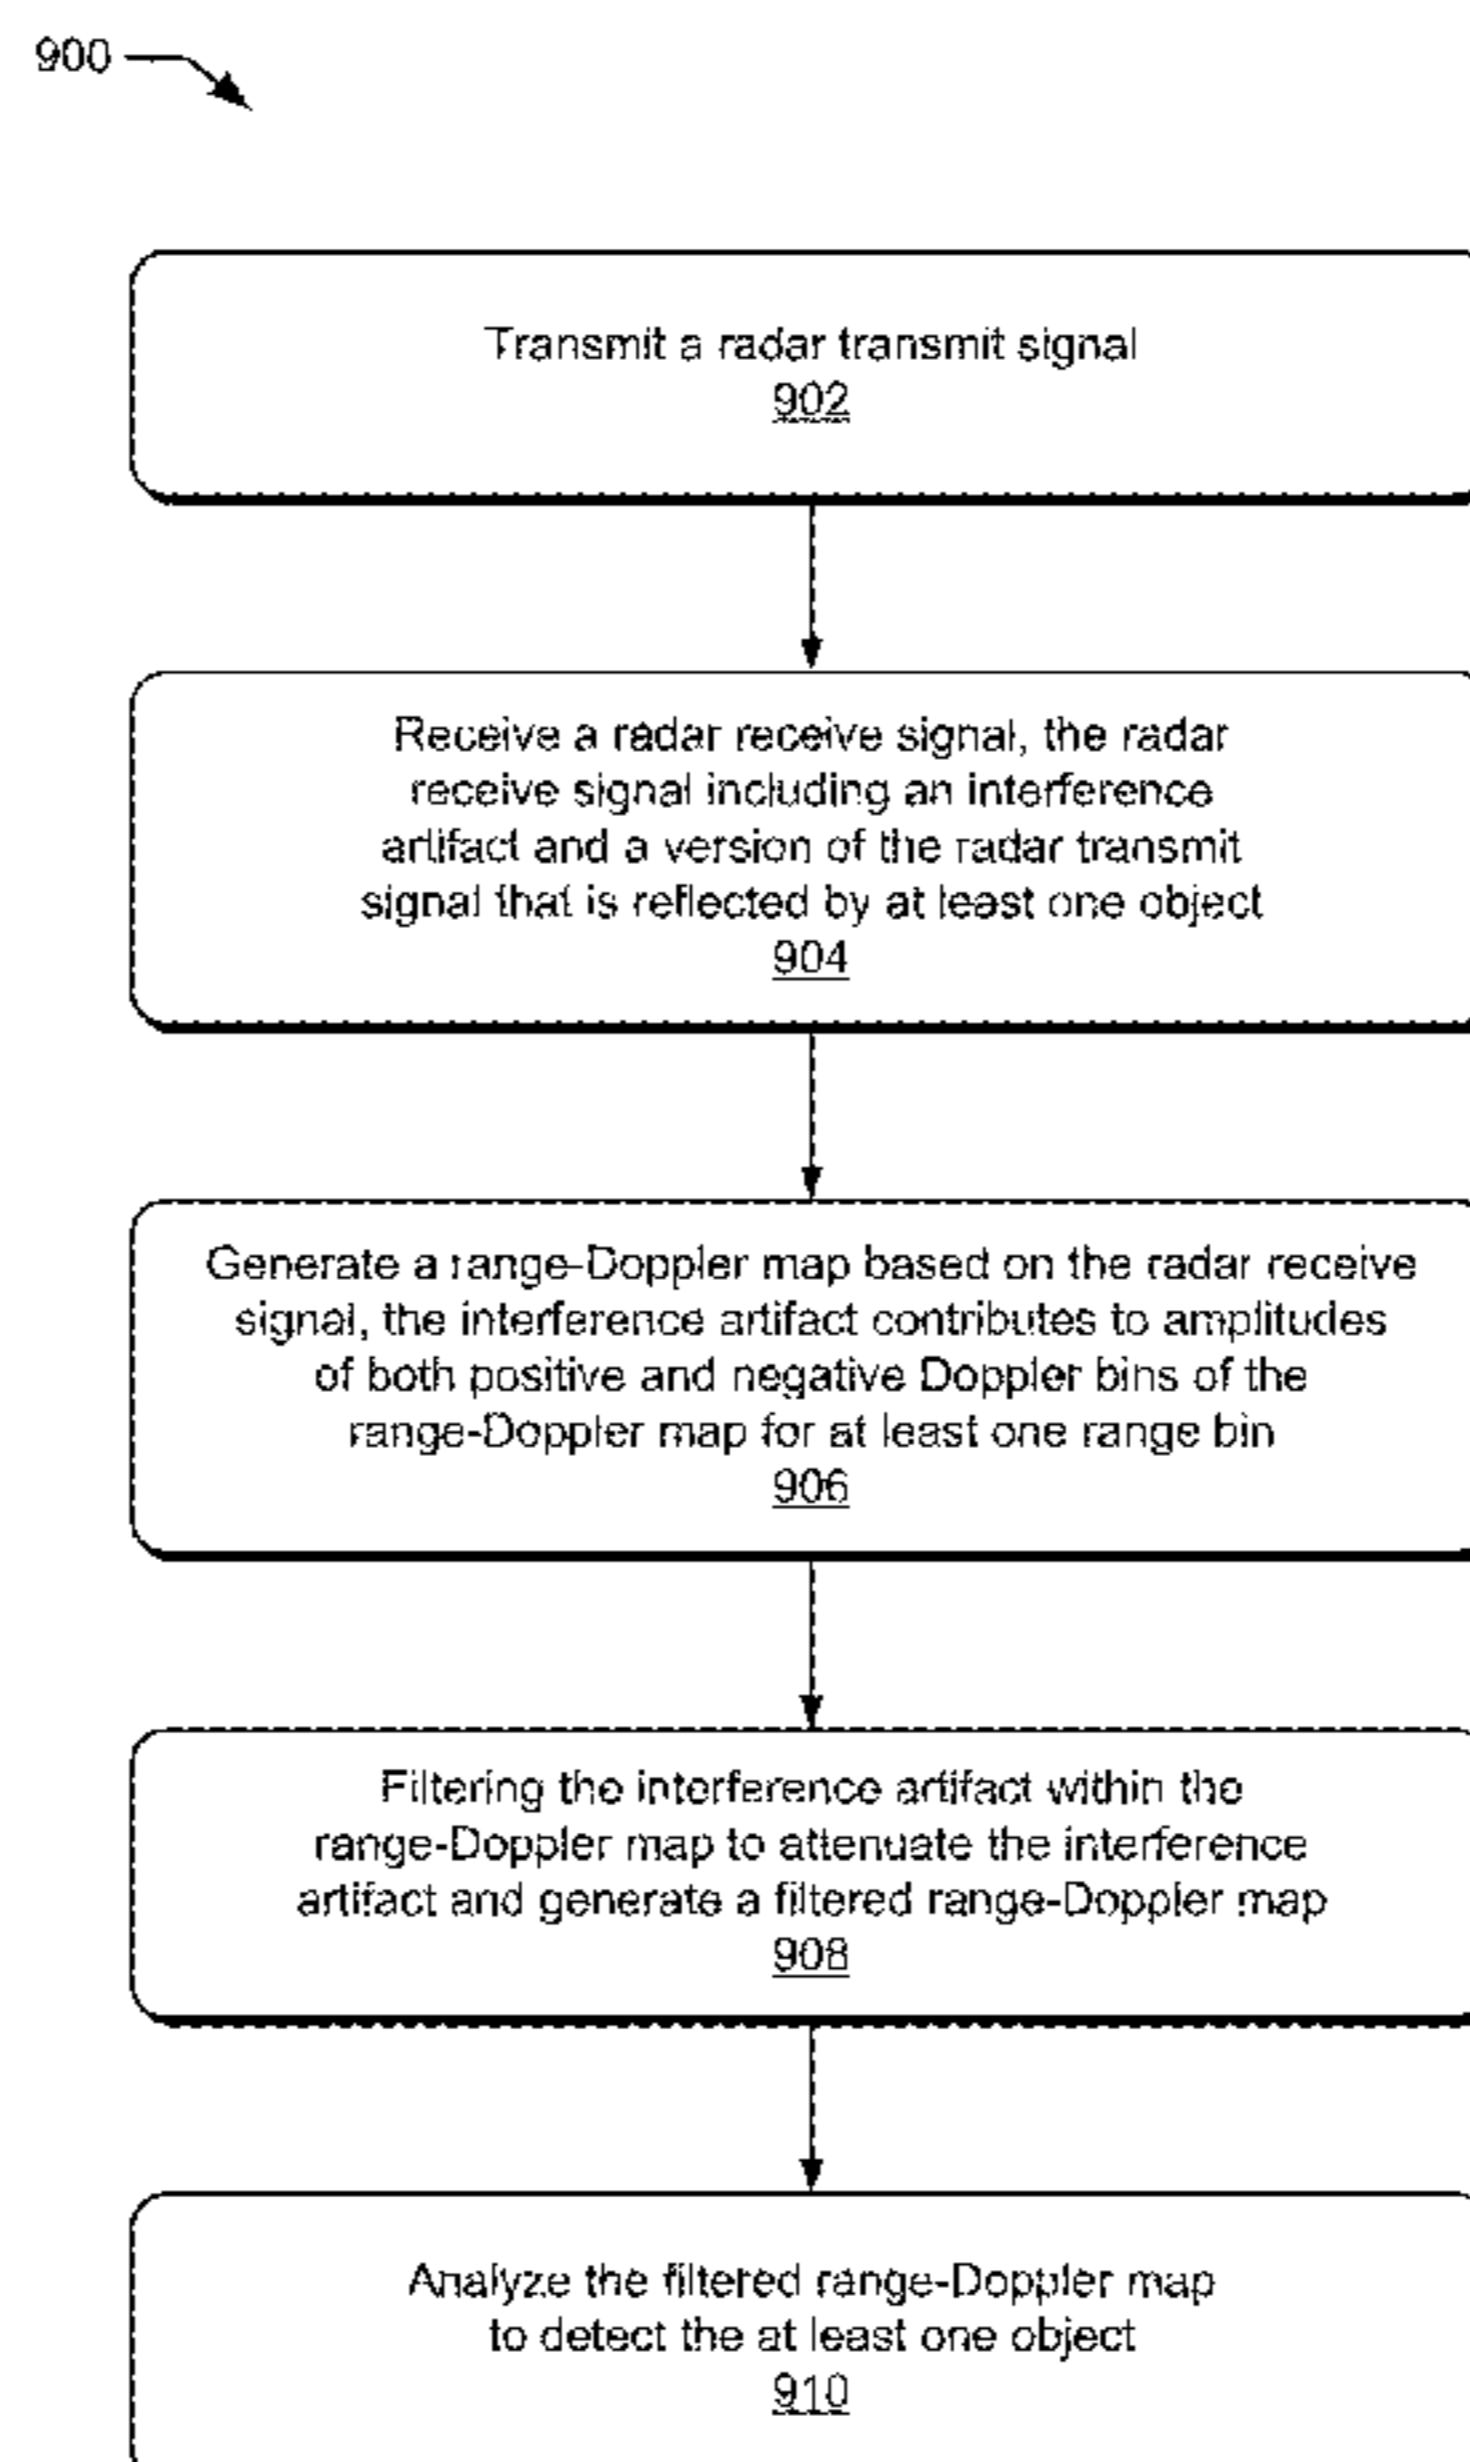 900
Transmit a radar transmit signal
902
Receive a radar receive signal, the radar
receive signal including an interference
artifact and a version of the radar transmit
signal that is reflected by at least one object
904
Generate a range-Doppler map based on the radar receive
signal, the interference artifact contributes to amplitudes
of both positive and negative Doppler bins of the
range-Doppler map for at least one range bin
906
Filtering the interference artifact within the
range-Doppler map to attenuate the interference
artifact and generate a filtered range-Doppler map
908
Analyze the filtered range-Doppler map
to detect the at least one object
910